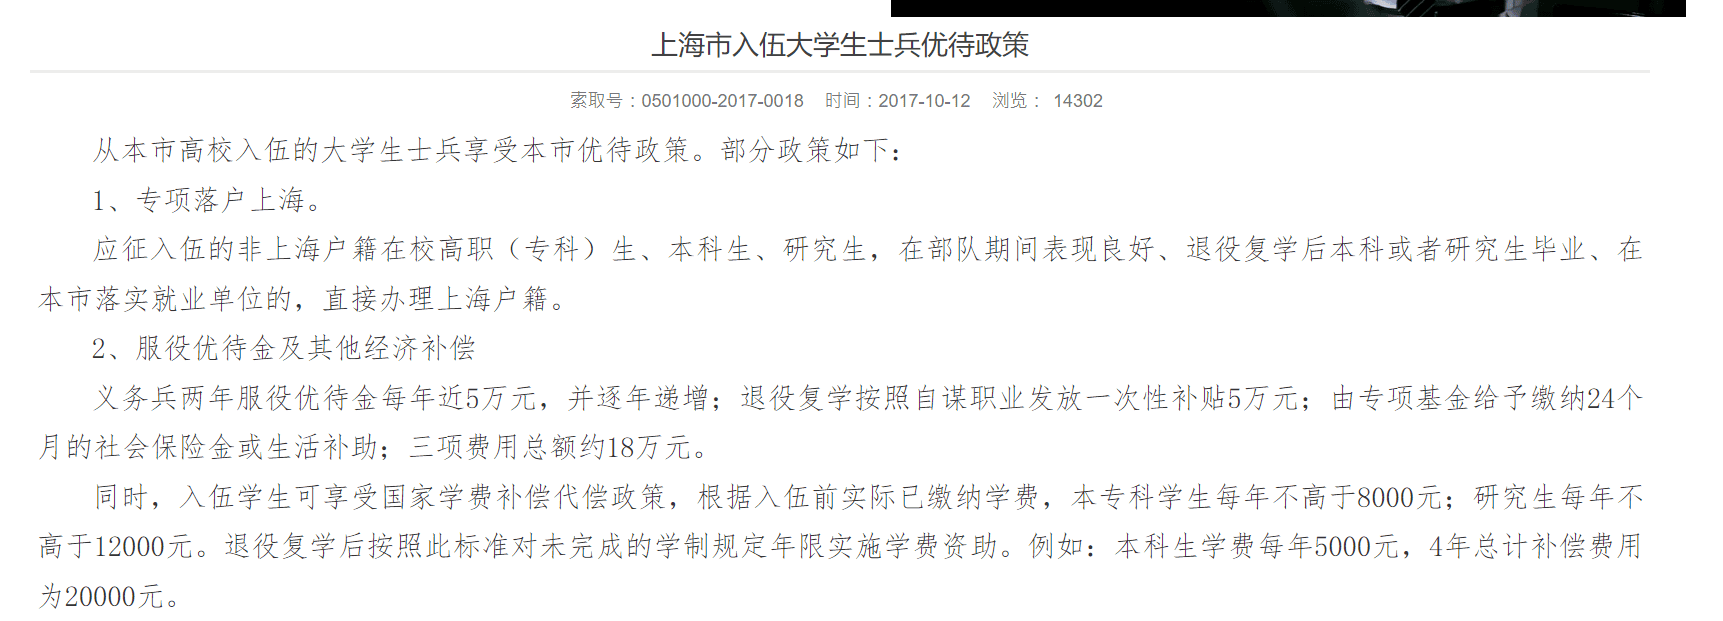 上海市入伍大学生士兵优待政策
索取号：0501000-2017-0018 时间：2017-10-12 浏览： 14302
从本市高校入伍的大学生士兵享受本市优待政策。部分政策如下：
1、专项落户上海。
应征入伍的非上海户籍在校高职（专科）生、本科生、研究生，在部队期间表现良好、退役复学后本科或者研究生毕业、在
本市落实就业单位的，直接办理上海户籍。
2、服役优待金及其他经济补偿
义务兵两年服役优待金每年近5万元，并逐年递增；退役复学按照自谋职业发放一次性补贴5万元；由专项基金给予缴纳24个
月的社会保险金或生活补助；三项费用总额约18万元。
同时，入伍学生可享受国家学费补偿代偿政策，根据入伍前实际已缴纳学费，本专科学生每年不高于8000元；研究生每年不
高于12000元。退役复学后按照此标准对未完成的学制规定年限实施学费资助。例如：本科生学费每年5000元，4年总计补偿费用
为20000元。